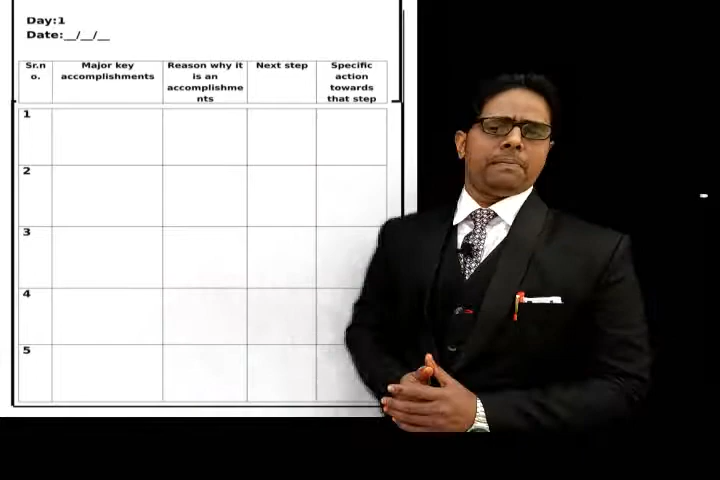 Day:1
Date:__/__/__
Sr.n
o.
Major key
accomplishments
Reason why it
is an
accomplishme
nts
Next step
Specific
action
towards
that step
1
2
3
4
5